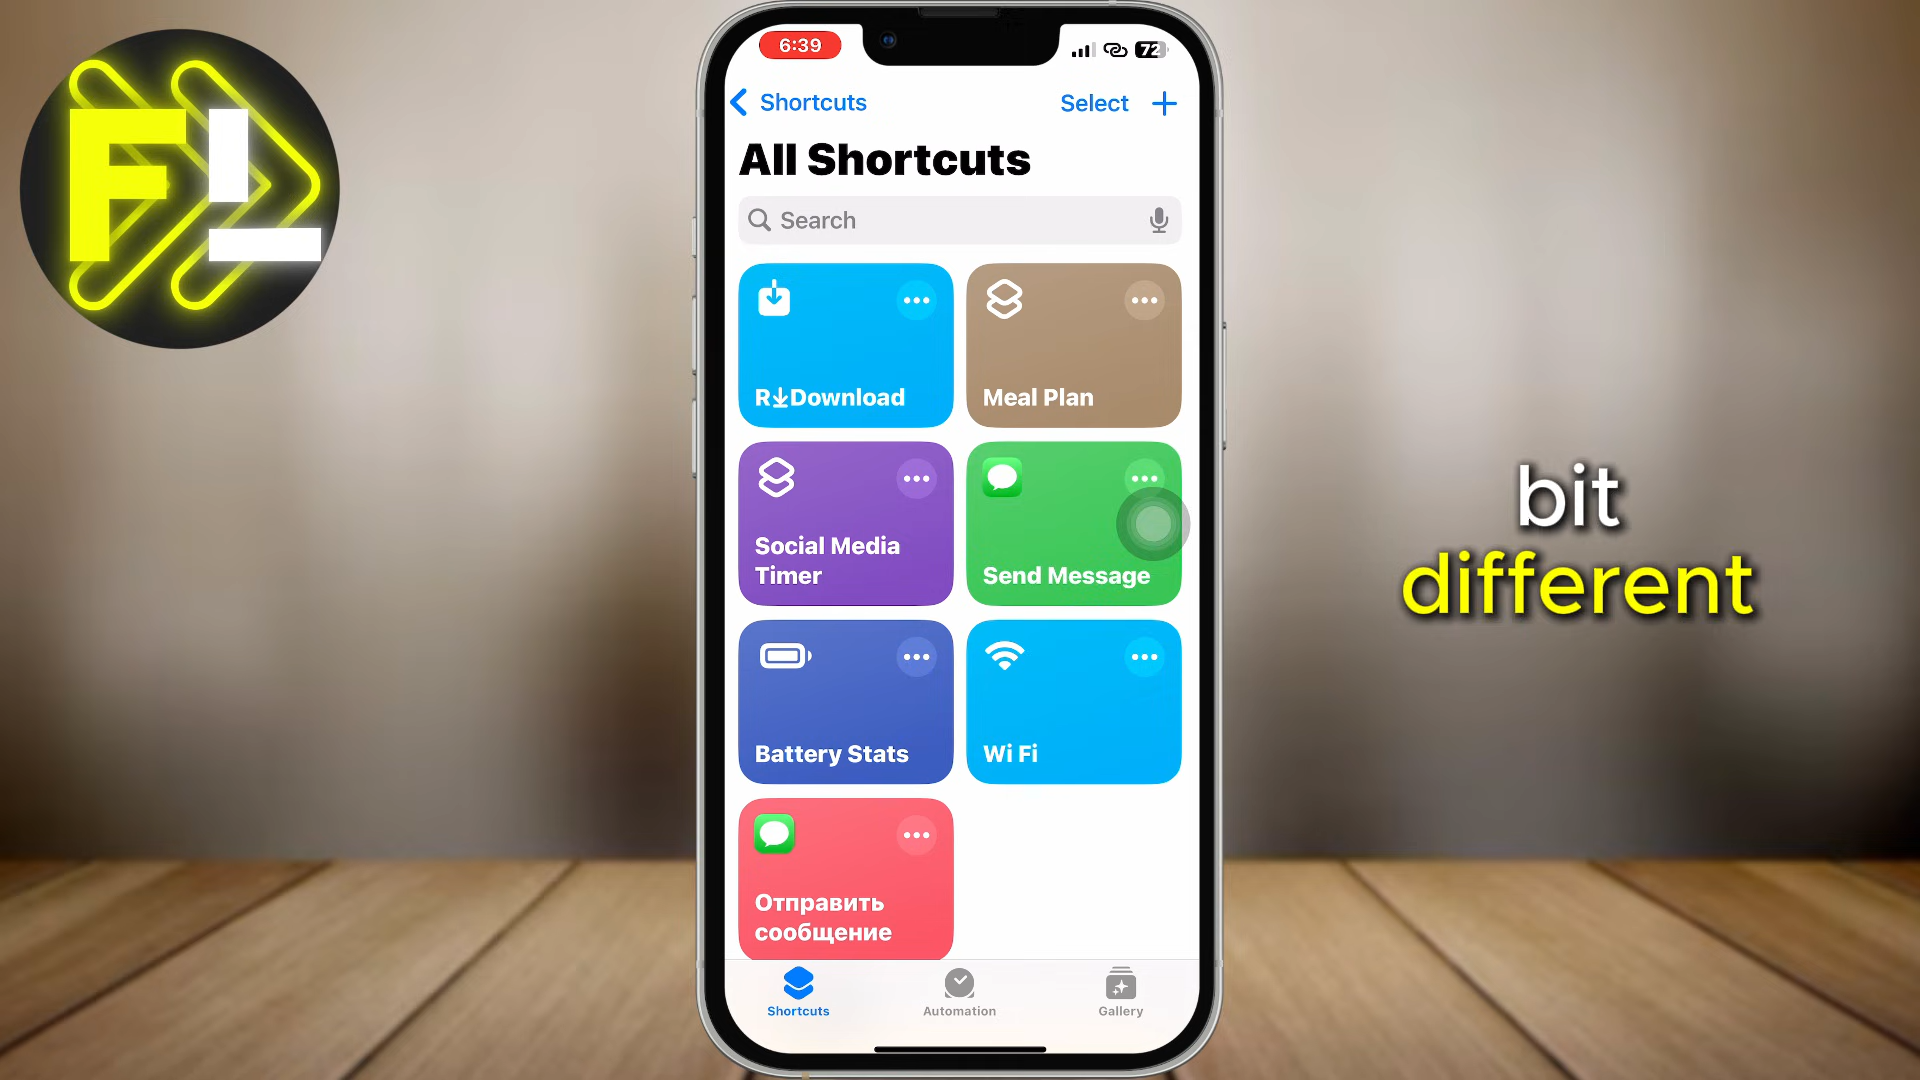 FL
6:39
72
Shortcuts
Select
All Shortcuts
Search
R↓Download
Meal Plan
Social Media
Timer
Send Message
Battery Stats
Wi Fi
Отправить
сообщение
Shortcuts
Automation
Gallery
bit
different